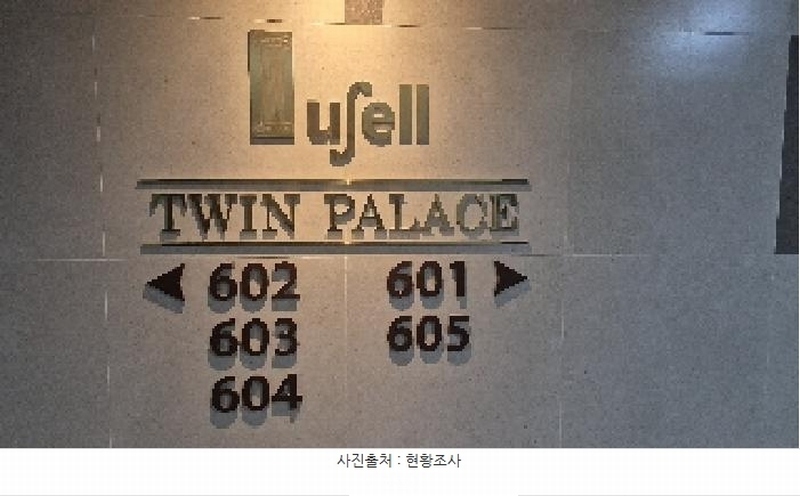 usell
TWIN PALACE
◀ 602 601 ▶
603 605
604
사진출처 : 현황조사